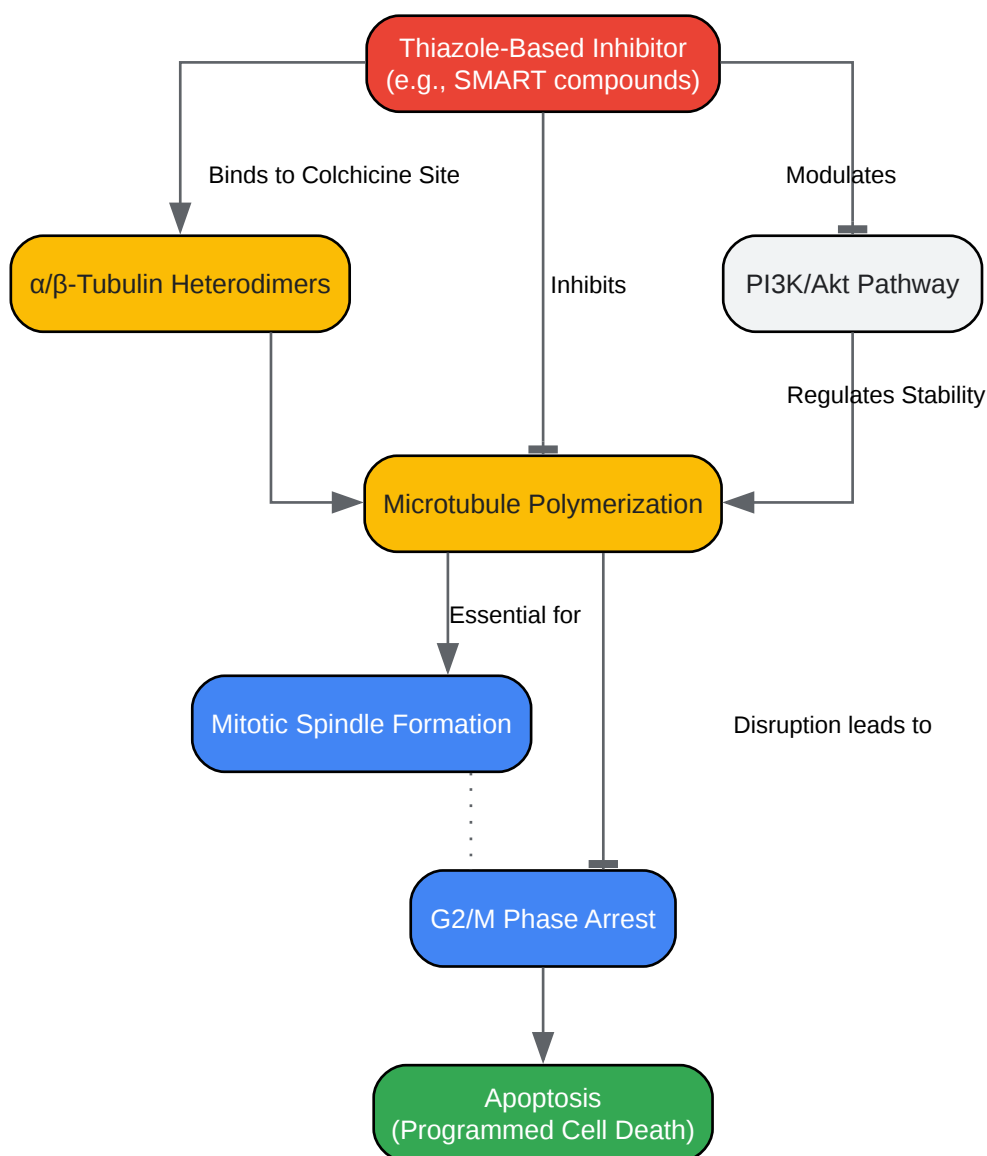 Thiazole-Based Inhibitor
(e.g., SMART compounds)
Binds to Colchicine Site
Modulates
α/β-Tubulin Heterodimers
Inhibits
PI3K/Akt Pathway
Regulates Stability
Microtubule Polymerization
Essential for
Mitotic Spindle Formation
Disruption leads to
G2/M Phase Arrest
Apoptosis
(Programmed Cell Death)